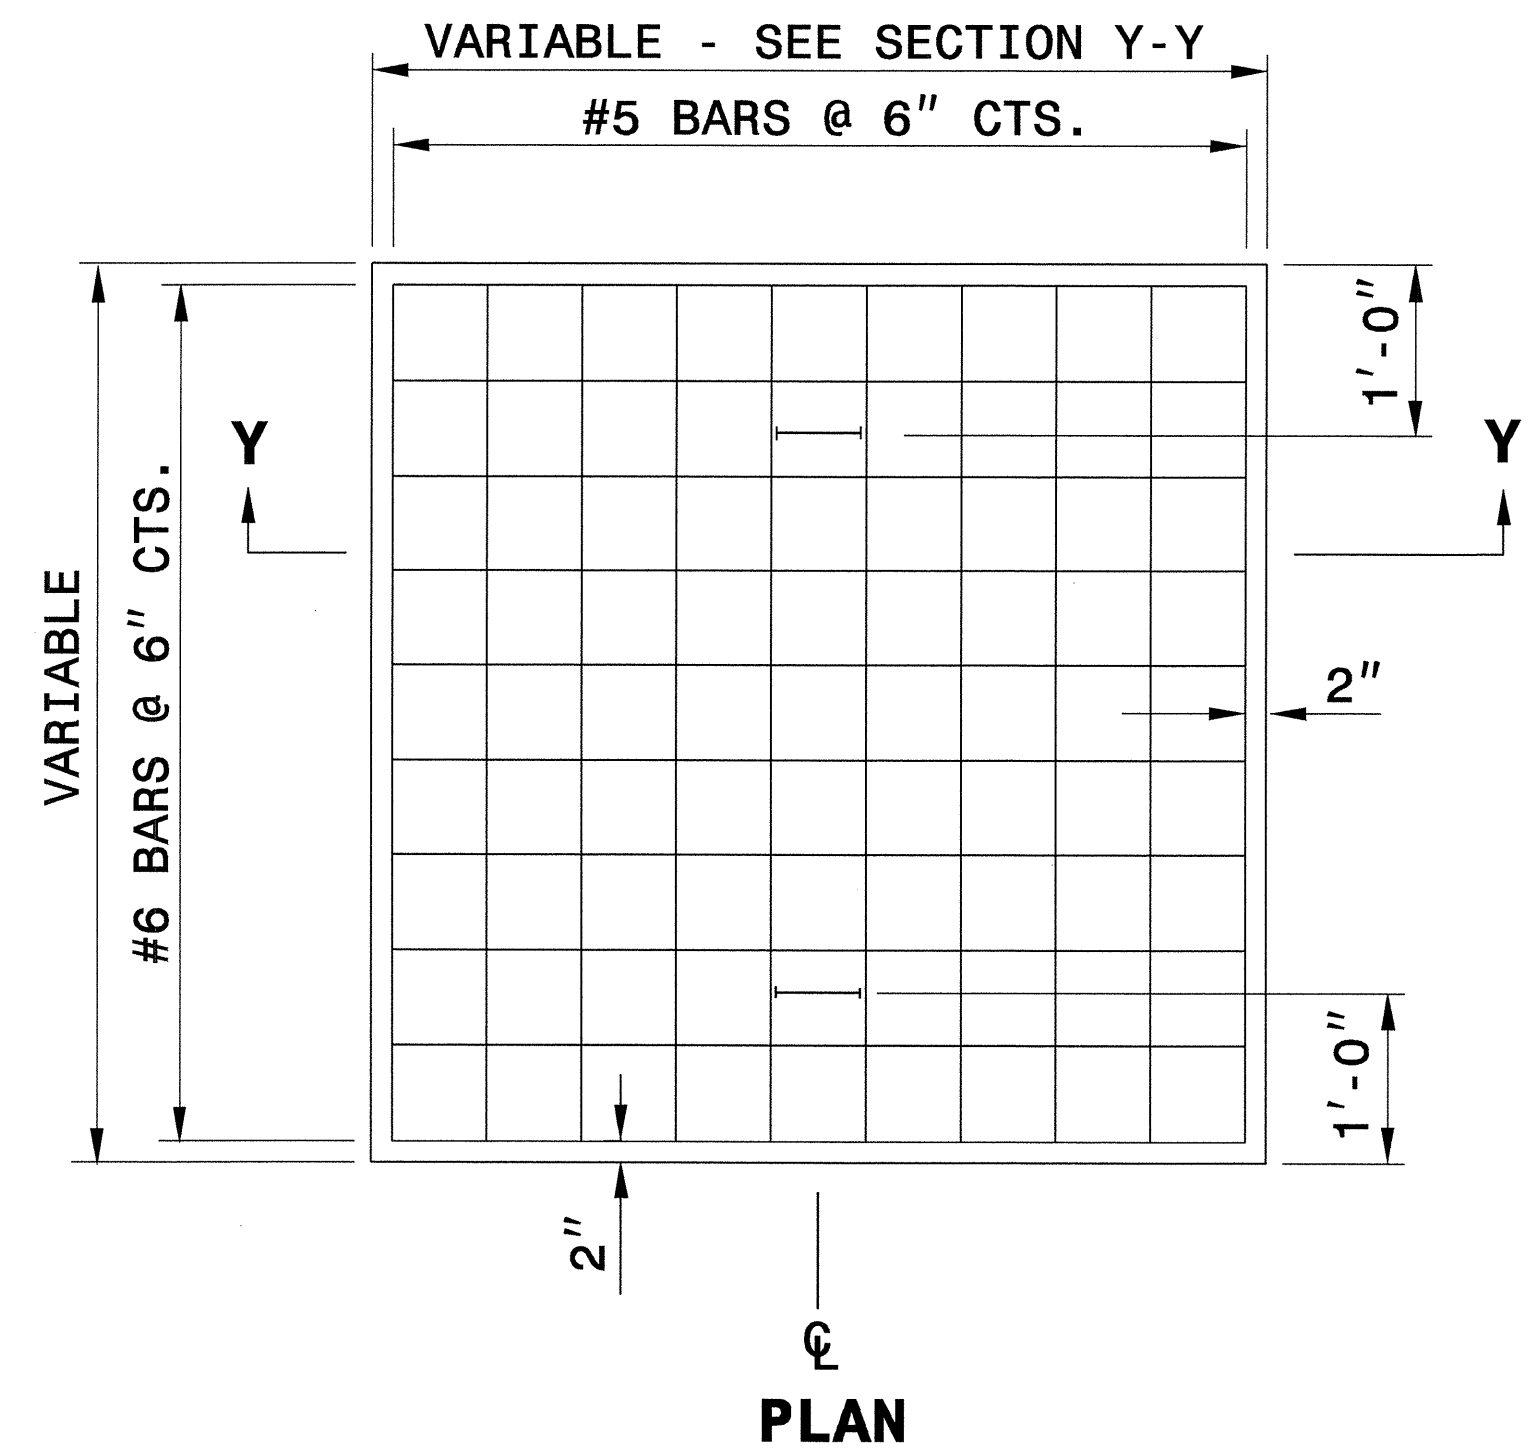 VARIABLE - SEE SECTION Y-Y
#5 BARS @ 6" CTS.
1'-0"
Y
Y
VARIABLE
#6 BARS @ 6" CTS.
2"
1'-0"
2"
℄
PLAN